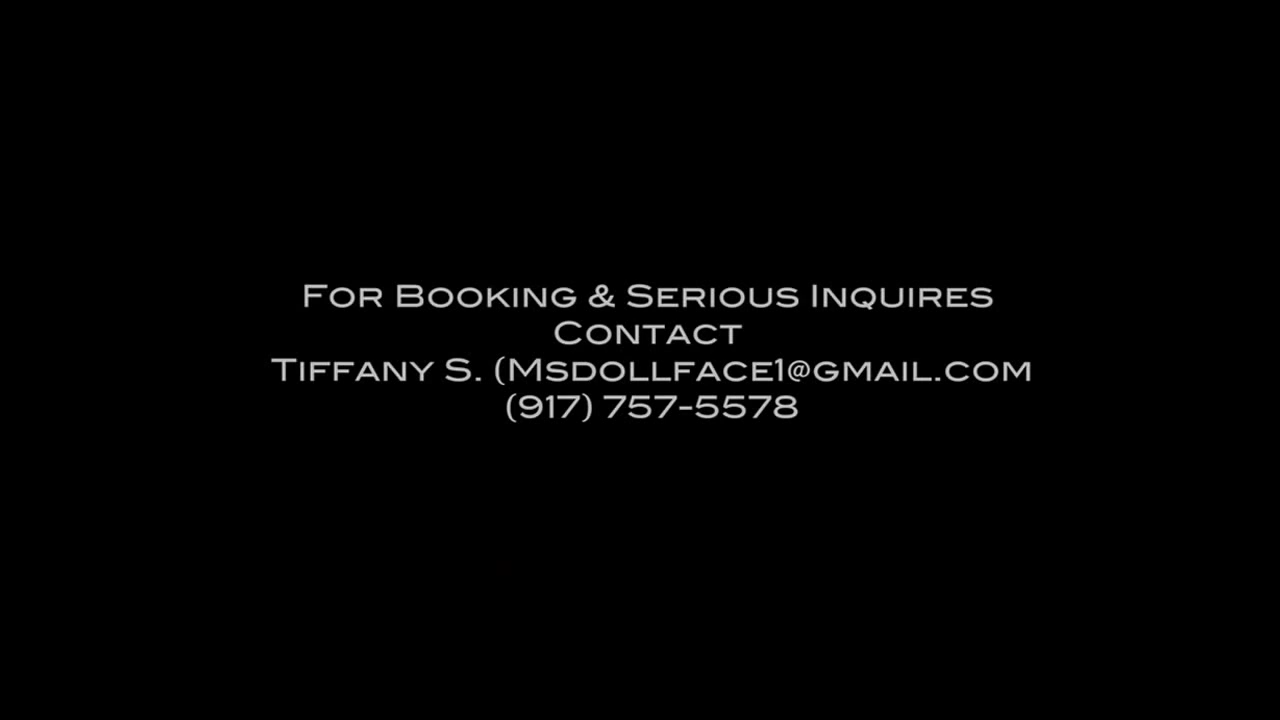 For Booking & Serious Inquires
Contact
Tiffany S. (Msdollface1@gmail.com
(917) 757-5578